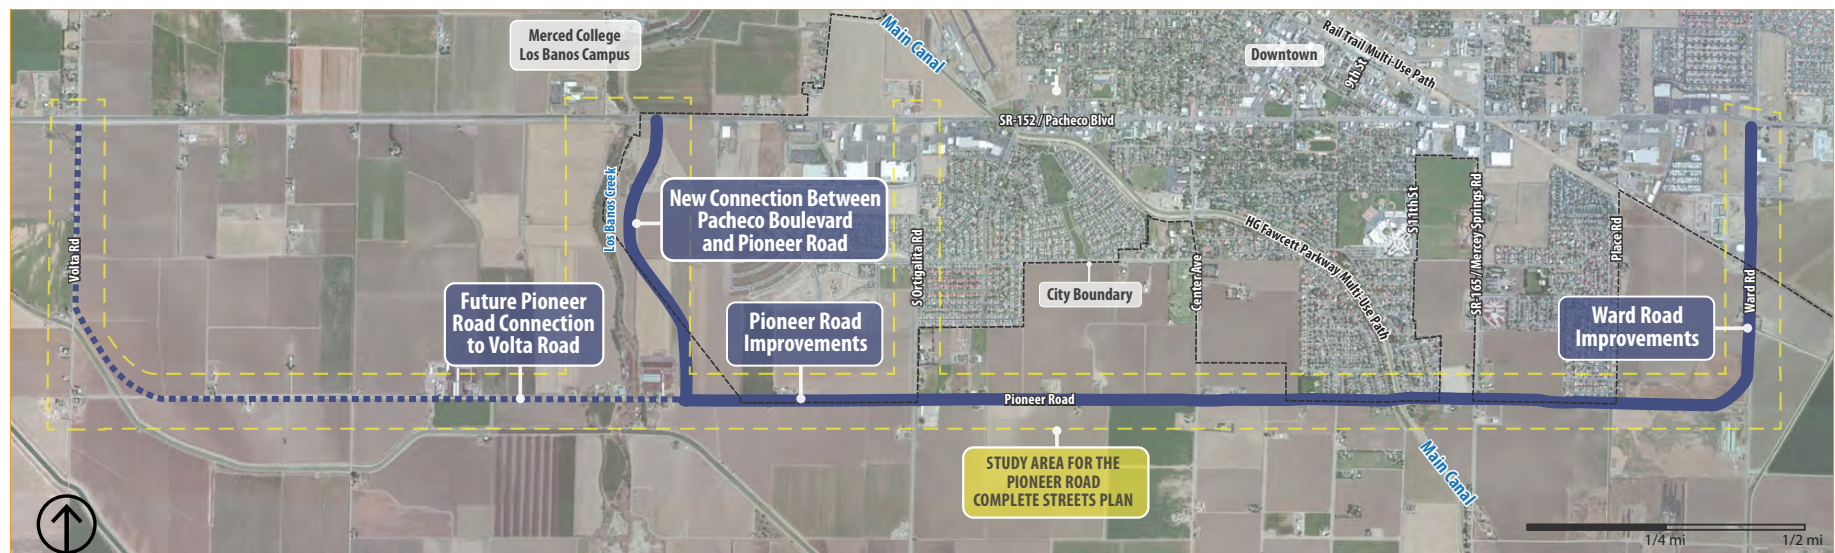 Merced College
Los Banos Campus
Main Canal
Downtown
Rail Trail Multi-Use Path
9th St
SR-152 / Pacheco Blvd
Los Banos Creek
New Connection Between
Pacheco Boulevard
and Pioneer Road
S 11th St
SR-165 / Mercey Springs Rd
Place Rd
HG Fawcett Parkway Multi-Use Path
Volta Rd
S Ortigalita Rd
Center Ave
Ward Rd
City Boundary
Future Pioneer
Road Connection
to Volta Road
Pioneer Road
Improvements
Ward Road
Improvements
Pioneer Road
STUDY AREA FOR THE
PIONEER ROAD
COMPLETE STREETS PLAN
Main Canal
1/4 mi
1/2 mi